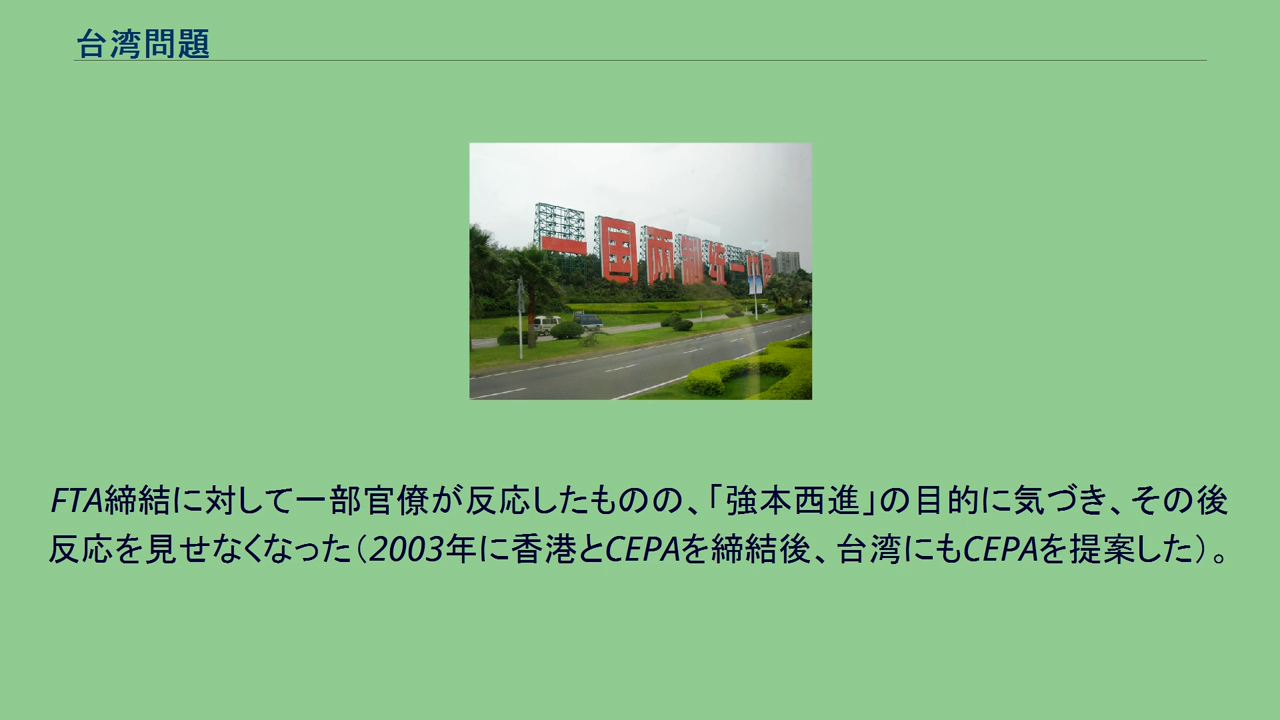 台湾問題
一国两制统一中国
FTA締結に対して一部官僚が反応したものの、「強本西進」の目的に気づき、その後
反応を見せなくなった（2003年に香港とCEPAを締結後、台湾にもCEPAを提案した）。